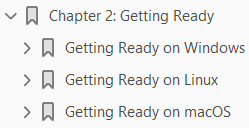 Chapter 2: Getting Ready
Getting Ready on Windows
Getting Ready on Linux
Getting Ready on macOS